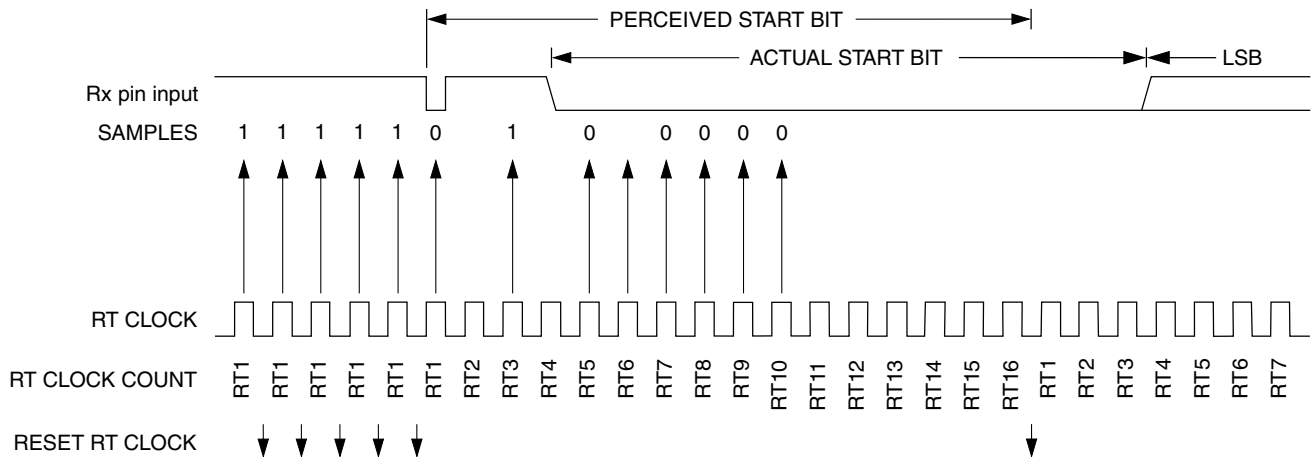 PERCEIVED START BIT
ACTUAL START BIT LSB
Rx pin input
SAMPLES 1 1 1 1 1 0 1 0 0 0 0 0
RT CLOCK
RT CLOCK COUNT RT1 RT1 RT1 RT1 RT1 RT1 RT2 RT3 RT4 RT5 RT6 RT7 RT8 RT9 RT10 RT11 RT12 RT13 RT14 RT15 RT16 RT1 RT2 RT3 RT4 RT5 RT6 RT7
RESET RT CLOCK